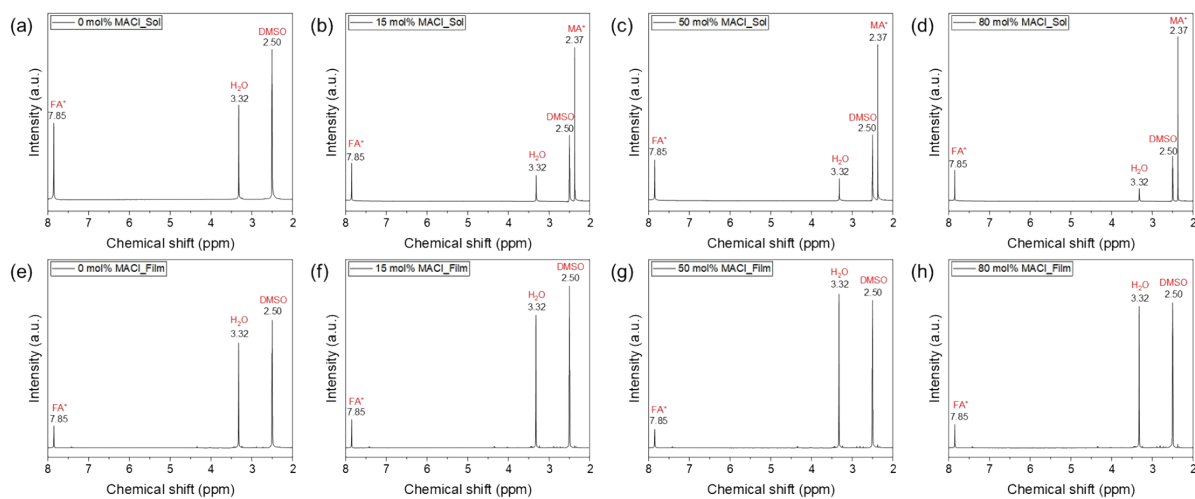 (a)
0 mol% MACl_Sol
DMSO
2.50
H₂O
3.32
FA⁺
7.85
Intensity (a.u.)
8 7 6 5 4 3 2
Chemical shift (ppm)
(b)
15 mol% MACl_Sol
MA⁺
2.37
DMSO
2.50
H₂O
3.32
FA⁺
7.85
Intensity (a.u.)
8 7 6 5 4 3 2
Chemical shift (ppm)
(c)
50 mol% MACl_Sol
MA⁺
2.37
DMSO
2.50
H₂O
3.32
FA⁺
7.85
Intensity (a.u.)
8 7 6 5 4 3 2
Chemical shift (ppm)
(d)
80 mol% MACl_Sol
MA⁺
2.37
DMSO
2.50
H₂O
3.32
FA⁺
7.85
Intensity (a.u.)
8 7 6 5 4 3 2
Chemical shift (ppm)
(e)
0 mol% MACl_Film
DMSO
2.50
H₂O
3.32
FA⁺
7.85
Intensity (a.u.)
8 7 6 5 4 3 2
Chemical shift (ppm)
(f)
15 mol% MACl_Film
DMSO
2.50
H₂O
3.32
FA⁺
7.85
Intensity (a.u.)
8 7 6 5 4 3 2
Chemical shift (ppm)
(g)
50 mol% MACl_Film
H₂O
3.32
DMSO
2.50
FA⁺
7.85
Intensity (a.u.)
8 7 6 5 4 3 2
Chemical shift (ppm)
(h)
80 mol% MACl_Film
H₂O
3.32
DMSO
2.50
FA⁺
7.85
Intensity (a.u.)
8 7 6 5 4 3 2
Chemical shift (ppm)